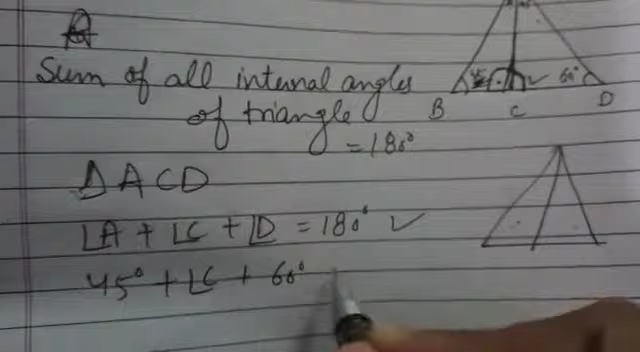 Sum of all internal angles
of triangle
= 180°
Δ ACD
∠A + ∠C + ∠D = 180° ✓
45° + ∠C + 60°
60°
B
C
D